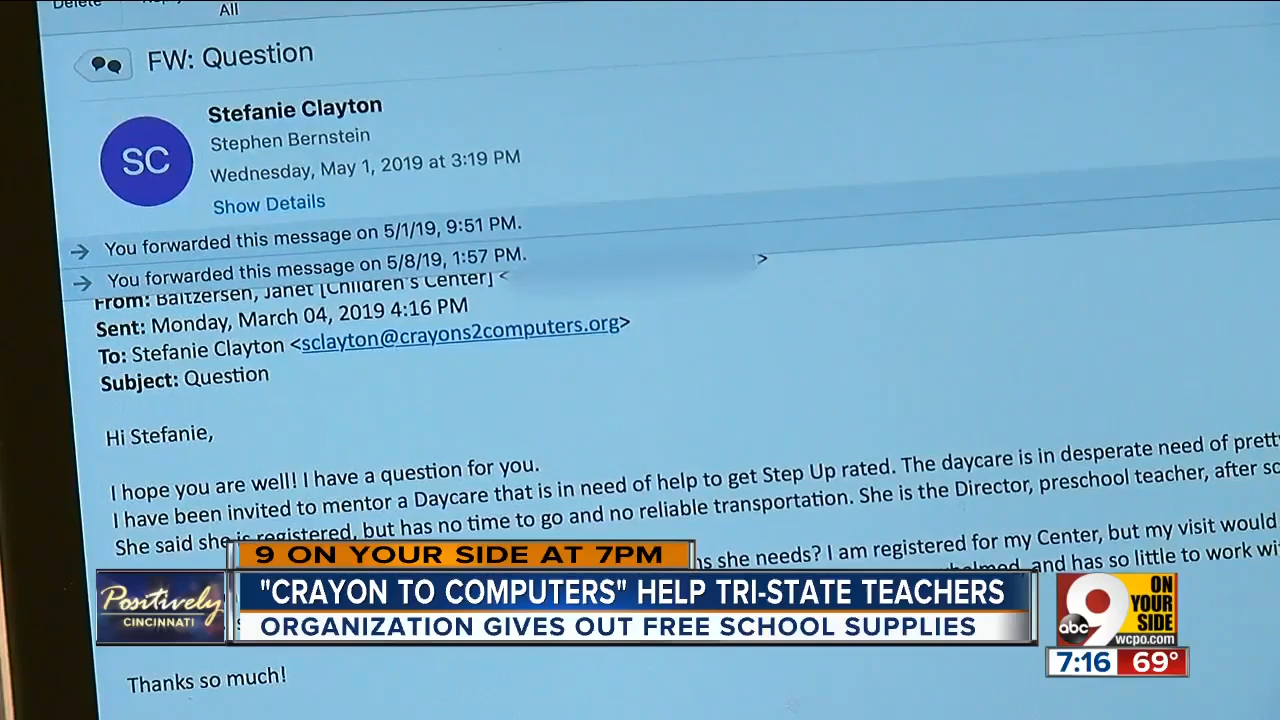 All
FW: Question
SC
Stefanie Clayton
Stephen Bernstein
Wednesday, May 1, 2019 at 3:19 PM
Show Details
You forwarded this message on 5/1/19, 9:51 PM.
You forwarded this message on 5/8/19, 1:57 PM.
From: Baltzersen, Janet [Children's Center] < >
Sent: Monday, March 04, 2019 4:16 PM
To: Stefanie Clayton <sclayton@crayons2computers.org>
Subject: Question
Hi Stefanie,
I hope you are well! I have a question for you.
I have been invited to mentor a Daycare that is in need of help to get Step Up rated. The daycare is in desperate need of
She said she is registered, but has no time to go and no reliable transportation. She is the Director, preschool teacher, after
she needs? I am registered for my Center, but my visit would
and has so little to work
Thanks so much!
9 ON YOUR SIDE AT 7PM
Positively
CINCINNATI
"CRAYON TO COMPUTERS" HELP TRI-STATE TEACHERS
ORGANIZATION GIVES OUT FREE SCHOOL SUPPLIES
abc 9 ON YOUR SIDE
wcpo.com
7:16 69°